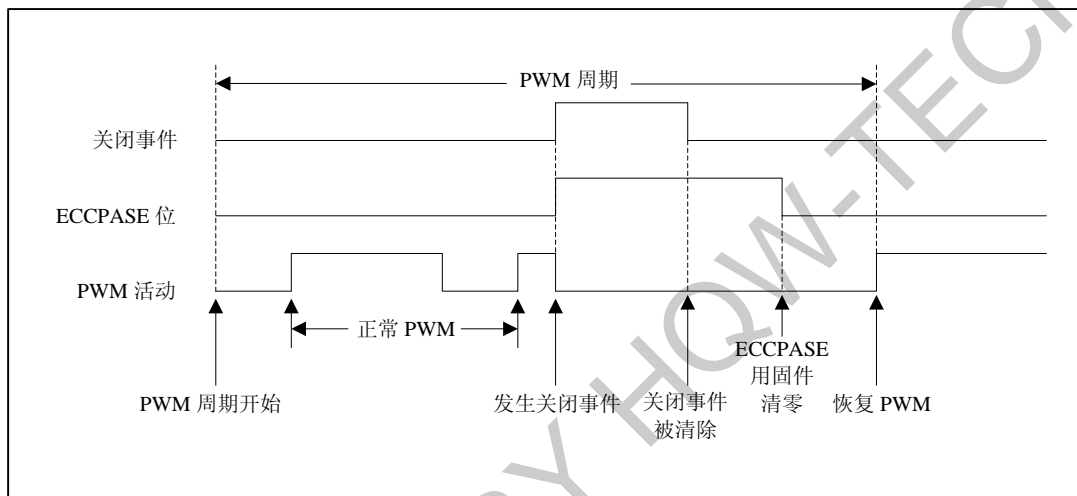 PWM 周期
关闭事件
ECCPASE 位
PWM 活动
正常 PWM
PWM 周期开始
发生关闭事件
关闭事件
被清除
ECCPASE
用固件
清零
恢复 PWM
Y HQW-TECH